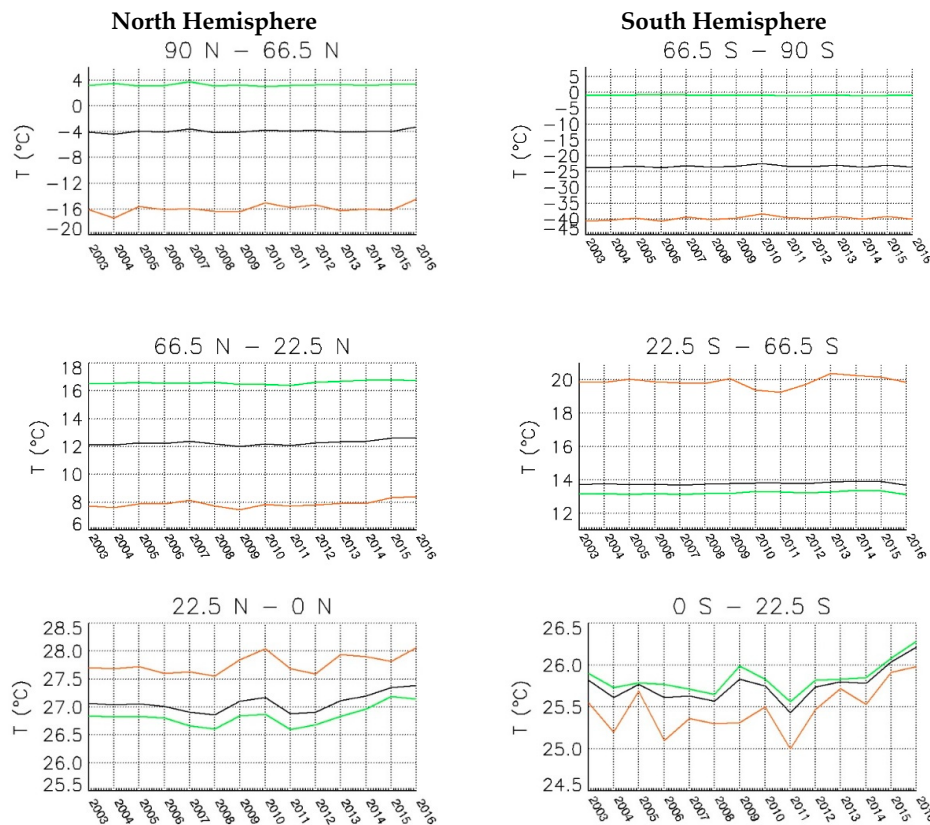 North Hemisphere
South Hemisphere
90 N – 66.5 N
T (°C)
4
0
−4
−8
−12
−16
−20
2003 2004 2005 2006 2007 2008 2009 2010 2011 2012 2013 2014 2015 2016
66.5 S – 90 S
T (°C)
5
0
−5
−10
−15
−20
−25
−30
−35
−40
−45
2003 2004 2005 2006 2007 2008 2009 2010 2011 2012 2013 2014 2015 2016
66.5 N – 22.5 N
T (°C)
18
16
14
12
10
8
6
2003 2004 2005 2006 2007 2008 2009 2010 2011 2012 2013 2014 2015 2016
22.5 S – 66.5 S
T (°C)
20
18
16
14
12
2003 2004 2005 2006 2007 2008 2009 2010 2011 2012 2013 2014 2015 2016
22.5 N – 0 N
T (°C)
28.5
28.0
27.5
27.0
26.5
26.0
25.5
2003 2004 2005 2006 2007 2008 2009 2010 2011 2012 2013 2014 2015 2016
0 S – 22.5 S
T (°C)
26.5
26.0
25.5
25.0
24.5
2003 2004 2005 2006 2007 2008 2009 2010 2011 2012 2013 2014 2015 2016